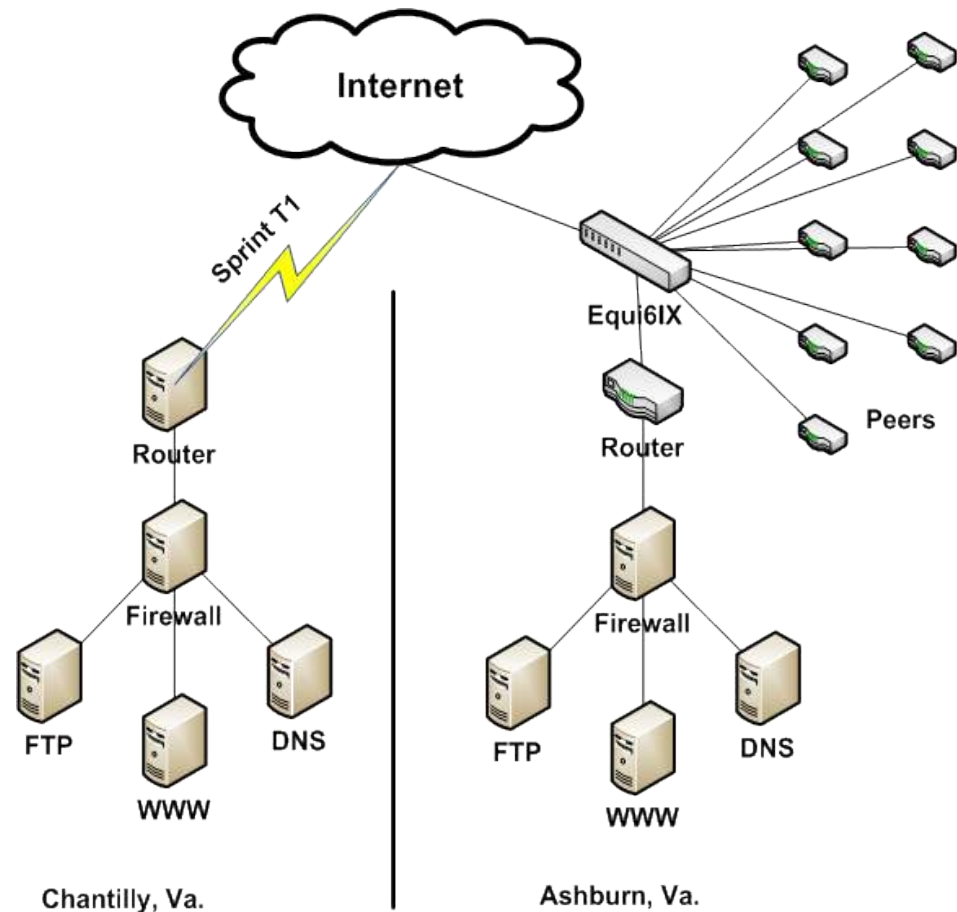 Internet
Sprint T1
Equi6IX
Peers
Router
Router
Firewall
Firewall
FTP
DNS
WWW
FTP
DNS
WWW
Chantilly, Va.
Ashburn, Va.